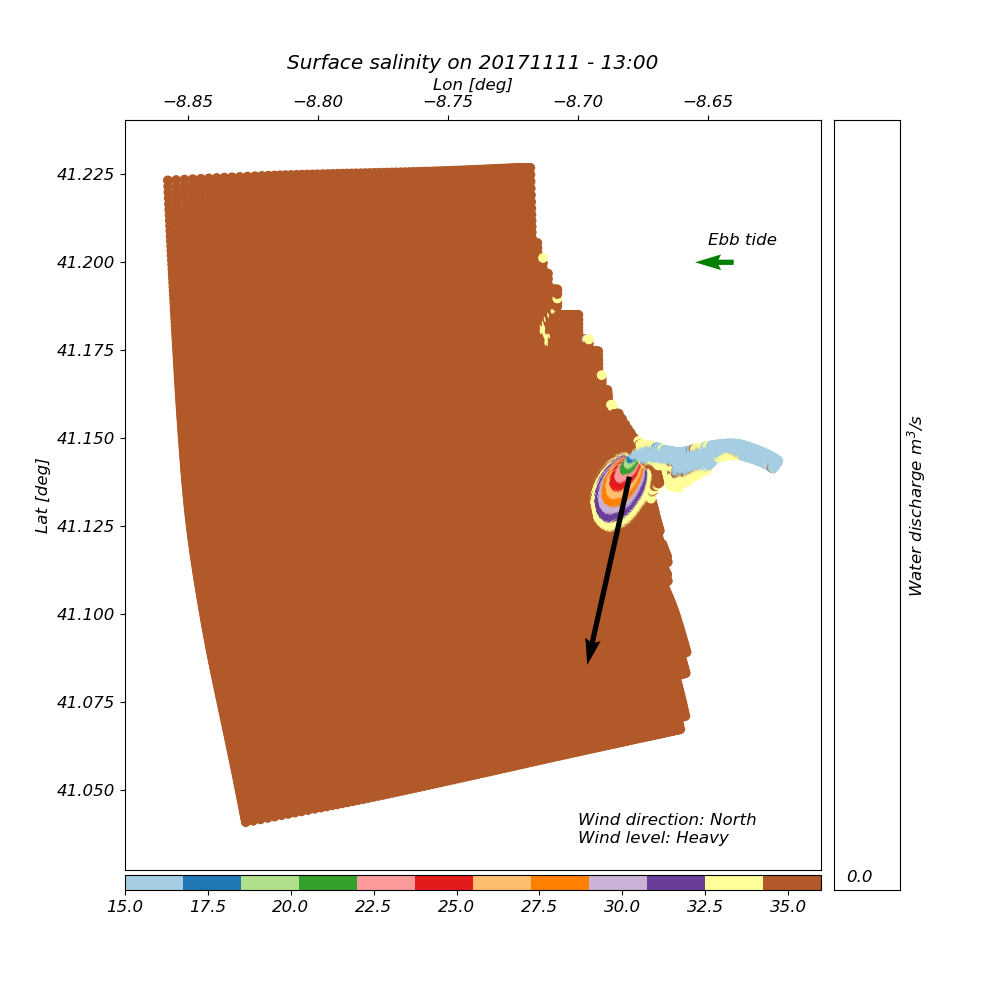 Surface salinity on 20171111 - 13:00
Lon [deg]
−8.85 −8.80 −8.75 −8.70 −8.65
41.225
41.200
41.175
41.150
41.125
41.100
41.075
41.050
Lat [deg]
Ebb tide
Wind direction: North
Wind level: Heavy
15.0 17.5 20.0 22.5 25.0 27.5 30.0 32.5 35.0
0.0
Water discharge m³/s